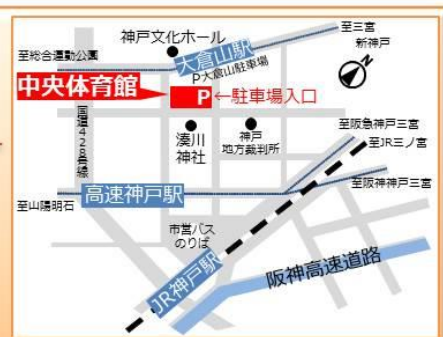 神戸文化ホール
至三宮
新神戸
至総合運動公園
大倉山駅
P大倉山駐車場
N
中央体育館
P
←駐車場入口
国道428号線
湊川
神社
神戸
地方裁判所
至阪急神戸三宮
至JR三ノ宮
高速神戸駅
至阪神神戸三宮
至山陽明石
市営バス
のりば
JR神戸駅
阪神高速道路